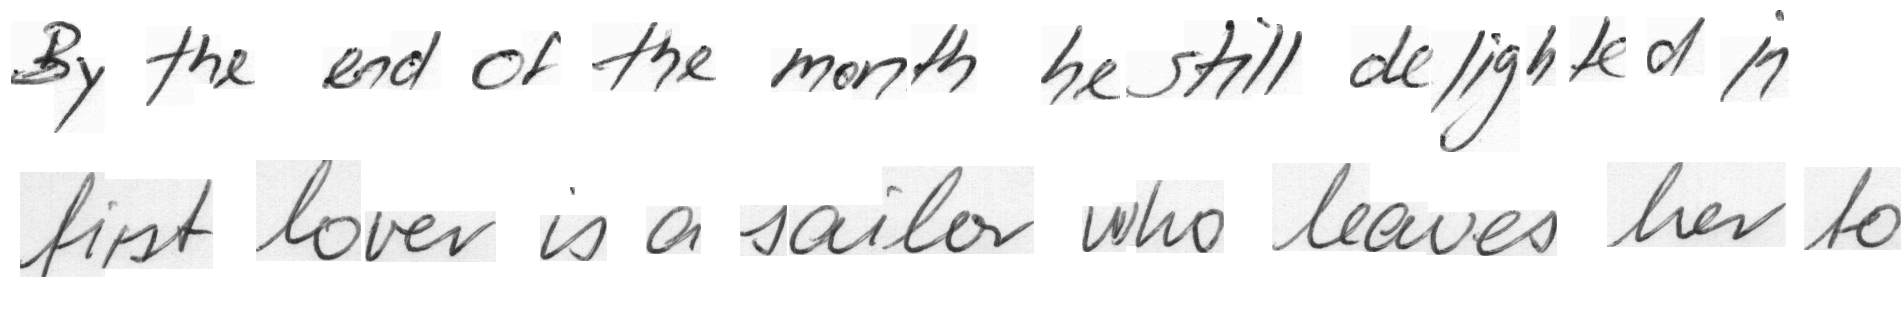 By the end of the month he still delighted in
first lover is a sailor who leaves her to